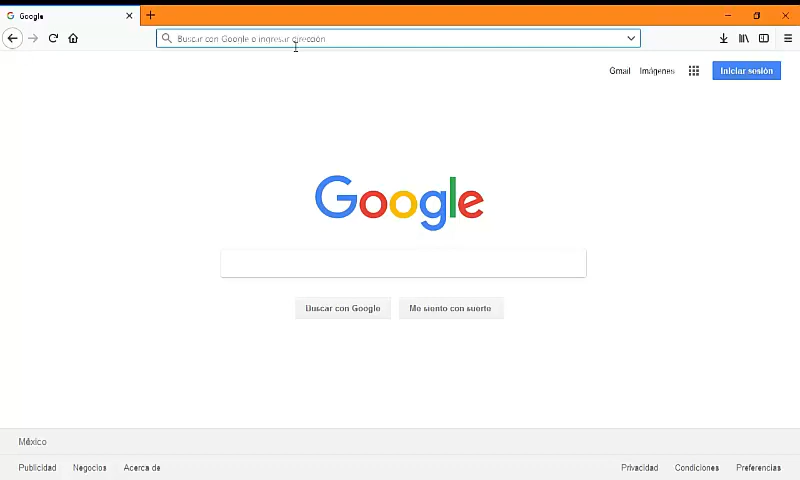 Google
Buscar con Google o ingresar dirección
Gmail Imágenes Iniciar sesión
Google
Buscar con Google Me siento con suerte
México
Publicidad Negocios Acerca de Privacidad Condiciones Preferencias